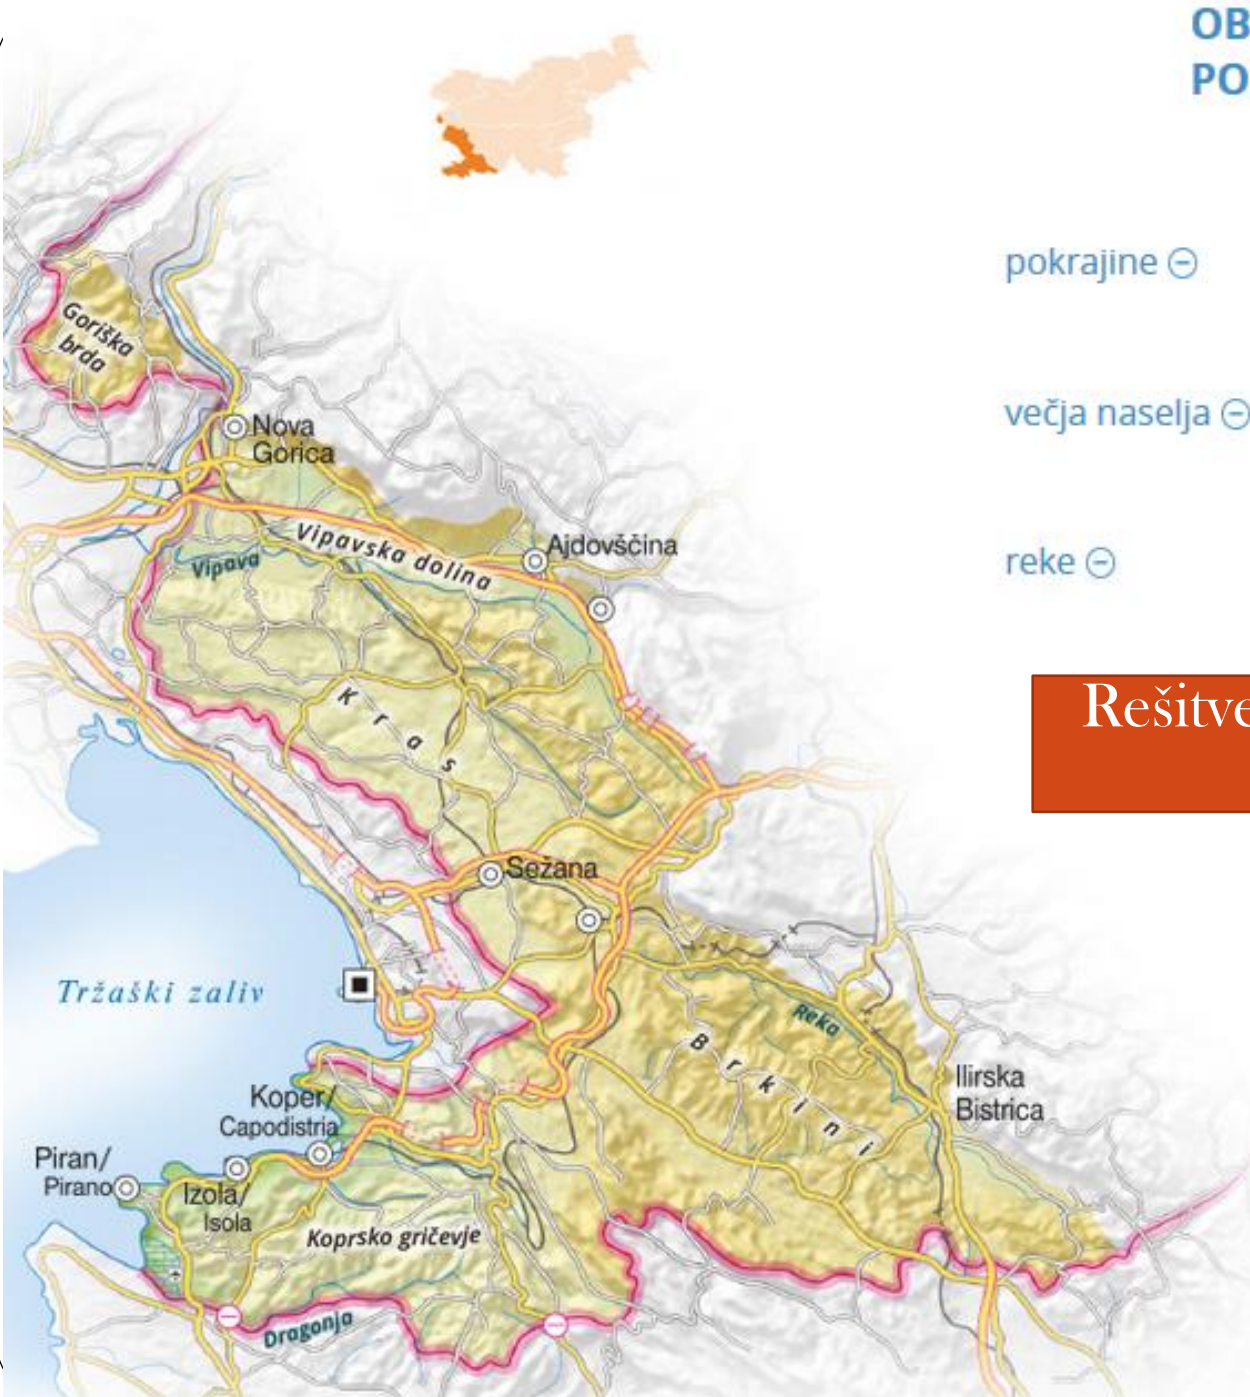 OB
PO
pokrajine
večja naselja
reke
Rešitve
Goriška
brda
Nova
Gorica
Vipavska dolina
Ajdovščina
Vipava
Kras
Sežana
Tržaški zaliv
Reka
Brkini
Ilirska
Bistrica
Koper/
Capodistria
Piran/
Pirano
Izola/
Isola
Koprsko gričevje
Dragonja